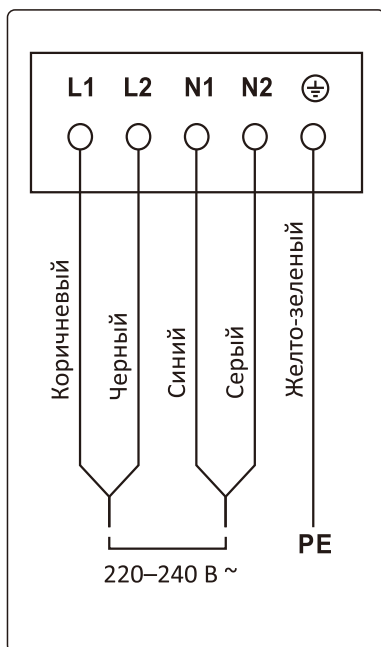 L1 L2 N1 N2
Коричневый
Черный
Синий
Серый
Желто-зеленый
PE
220–240 В ~